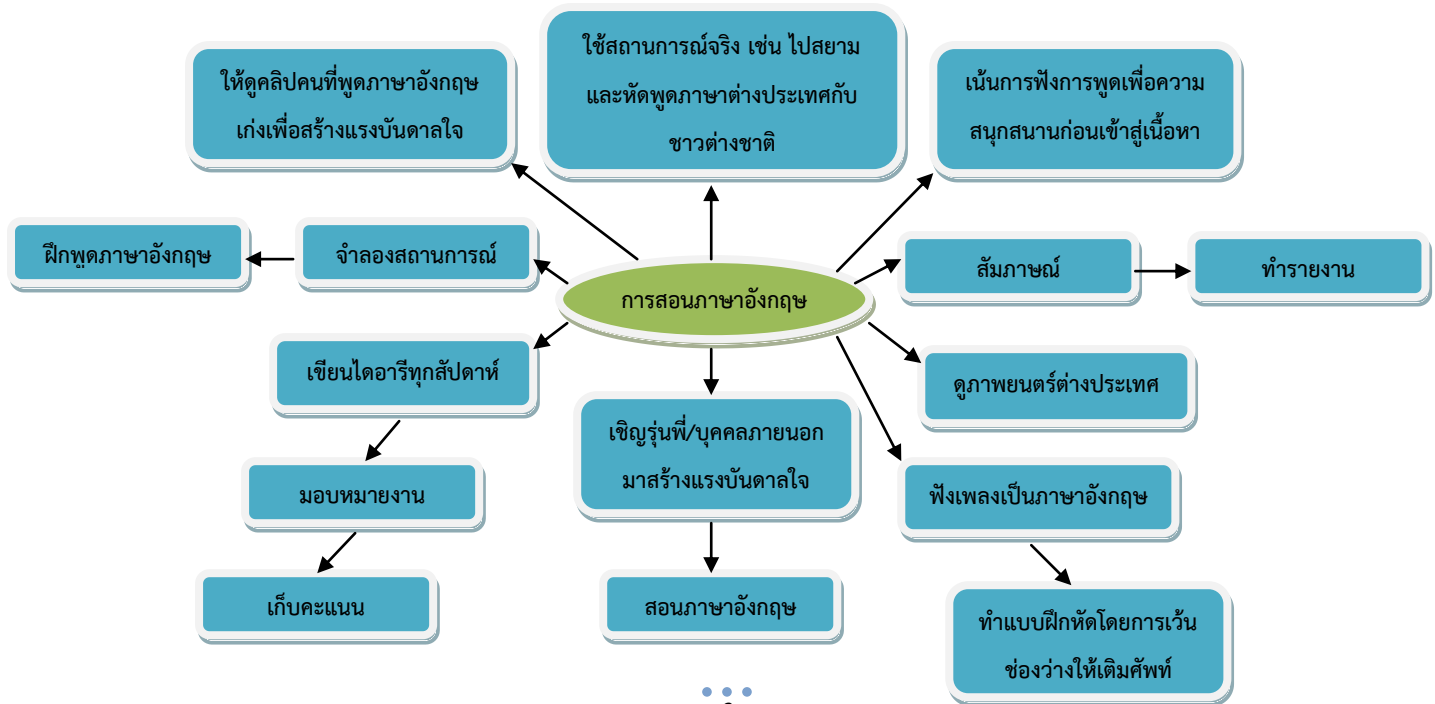 ใช้สถานการณ์จริง เช่น ไปสยาม
และหัดพูดภาษาต่างประเทศกับ
ชาวต่างชาติ
ให้ดูคลิปคนที่พูดภาษาอังกฤษ
เก่งเพื่อสร้างแรงบันดาลใจ
เน้นการฟังการพูดเพื่อความ
สนุกสนานก่อนเข้าสู่เนื้อหา
ฝึกพูดภาษาอังกฤษ
จำลองสถานการณ์
การสอนภาษาอังกฤษ
สัมภาษณ์
ทำรายงาน
เขียนไดอารีทุกสัปดาห์
ดูภาพยนตร์ต่างประเทศ
เชิญรุ่นพี่/บุคคลภายนอก
มาสร้างแรงบันดาลใจ
มอบหมายงาน
ฟังเพลงเป็นภาษาอังกฤษ
เก็บคะแนน
สอนภาษาอังกฤษ
ทำแบบฝึกหัดโดยการเว้น
ช่องว่างให้เติมศัพท์